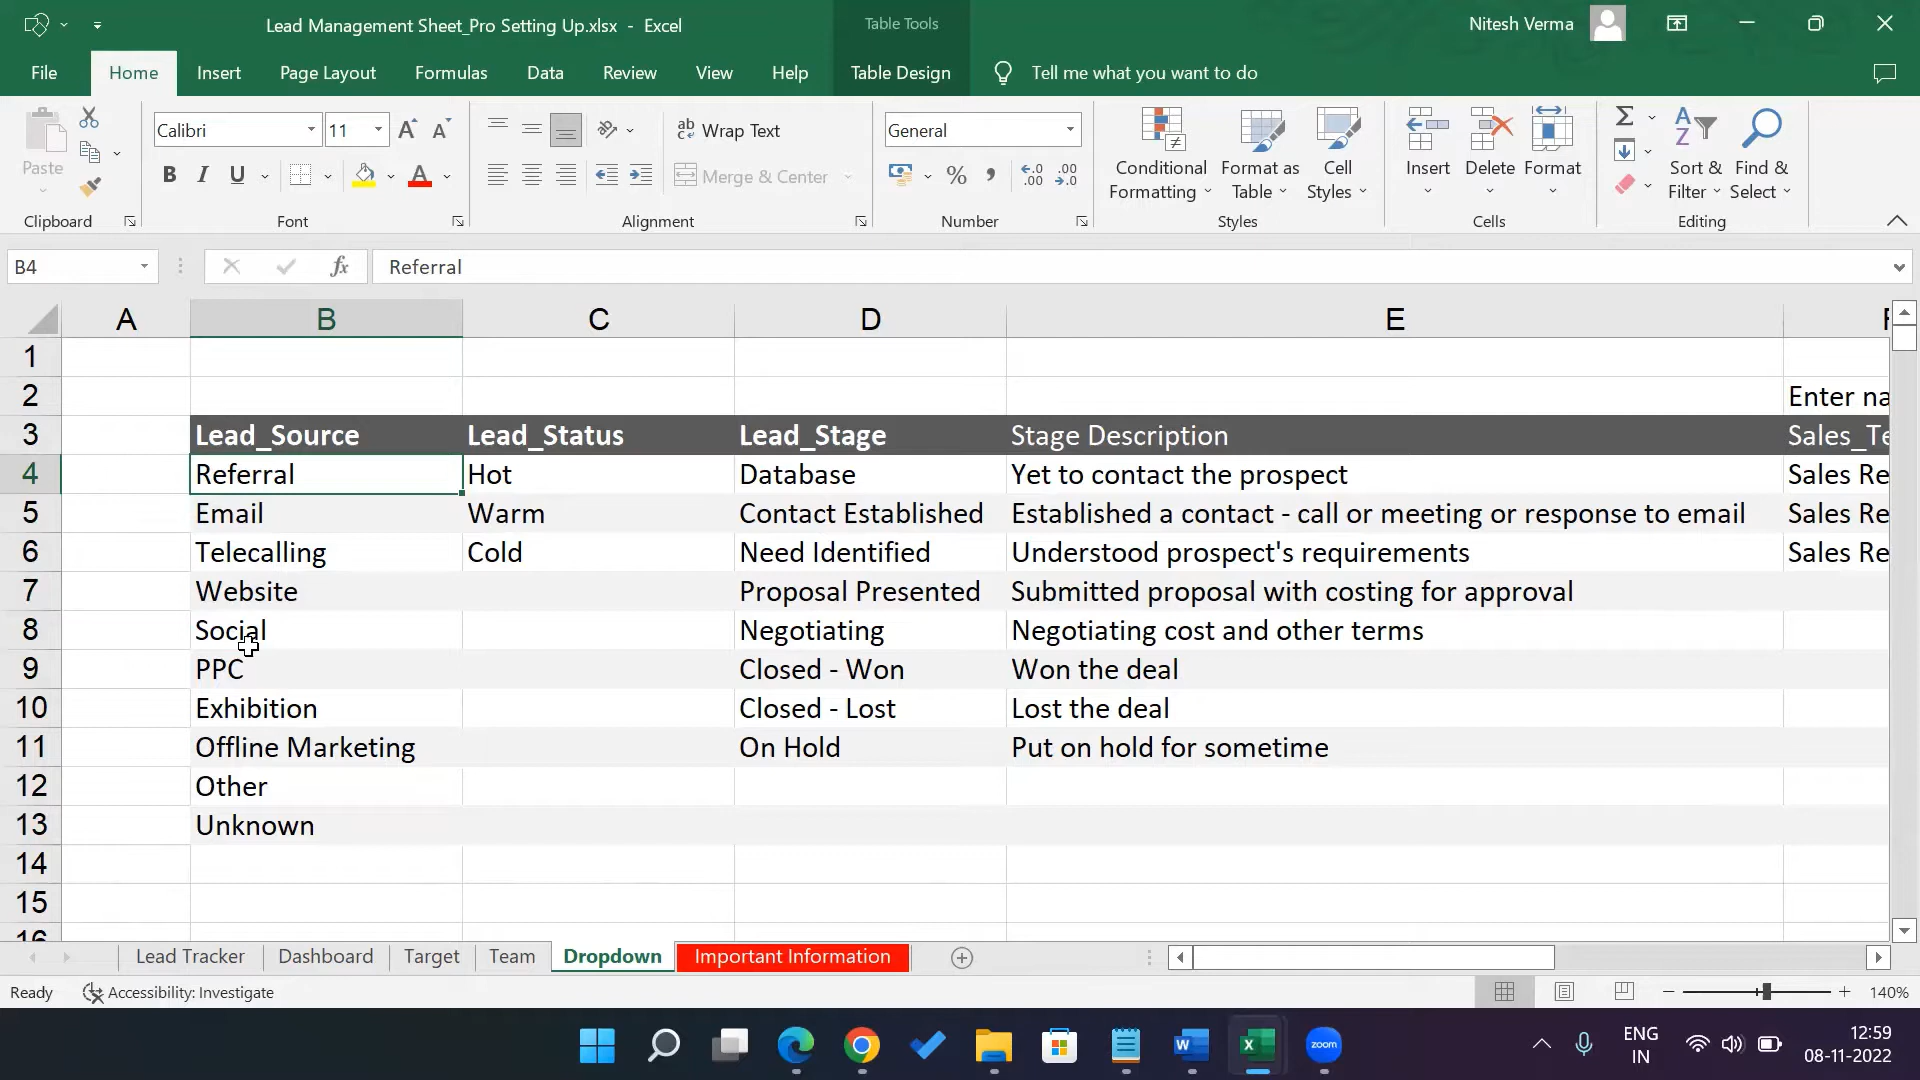 Lead Management Sheet_Pro Setting Up.xlsx - Excel
Table Tools
Nitesh Verma
File Home Insert Page Layout Formulas Data Review View Help Table Design Tell me what you want to do
Paste
Clipboard
Calibri 11
B I U
Font
Wrap Text
Merge & Center
Alignment
General
Number
Conditional Formatting
Format as Table
Cell Styles
Styles
Insert
Delete
Format
Cells
Sort & Filter
Find & Select
Editing
B4 fx Referral
A B C D E
1
2 Enter na
3 Lead_Source Lead_Status Lead_Stage Stage Description Sales_Te
4 Referral Hot Database Yet to contact the prospect Sales Re
5 Email Warm Contact Established Established a contact - call or meeting or response to email Sales Re
6 Telecalling Cold Need Identified Understood prospect's requirements Sales Re
7 Website Proposal Presented Submitted proposal with costing for approval
8 Social Negotiating Negotiating cost and other terms
9 PPC Closed - Won Won the deal
10 Exhibition Closed - Lost Lost the deal
11 Offline Marketing On Hold Put on hold for sometime
12 Other
13 Unknown
14
15
16
Lead Tracker Dashboard Target Team Dropdown Important Information
Ready Accessibility: Investigate 140%
zoom
ENG
IN
12:59
08-11-2022